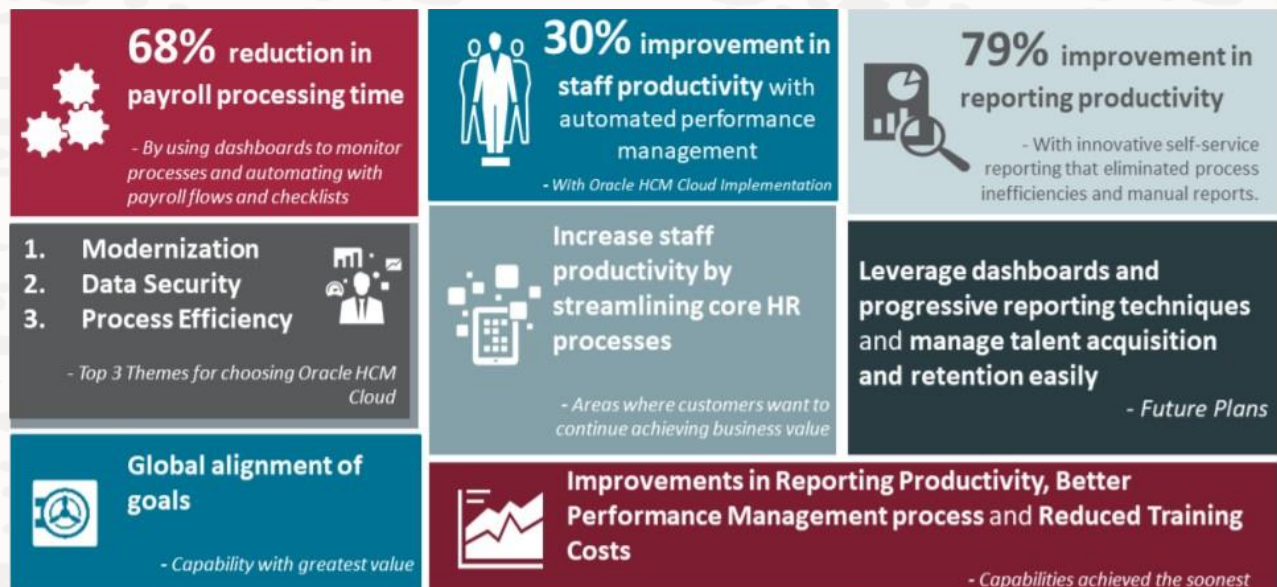 68% reduction in
payroll processing time
- By using dashboards to monitor
processes and automating with
payroll flows and checklists
30% improvement in
staff productivity with
automated performance
management
- With Oracle HCM Cloud Implementation
79% improvement in
reporting productivity
- With innovative self-service
reporting that eliminated process
inefficiencies and manual reports.
1. Modernization
2. Data Security
3. Process Efficiency
- Top 3 Themes for choosing Oracle HCM
Cloud
Increase staff
productivity by
streamlining core HR
processes
- Areas where customers want to
continue achieving business value
Leverage dashboards and
progressive reporting techniques
and manage talent acquisition
and retention easily
- Future Plans
Global alignment of
goals
- Capability with greatest value
Improvements in Reporting Productivity, Better
Performance Management process and Reduced Training
Costs
- Capabilities achieved the soonest